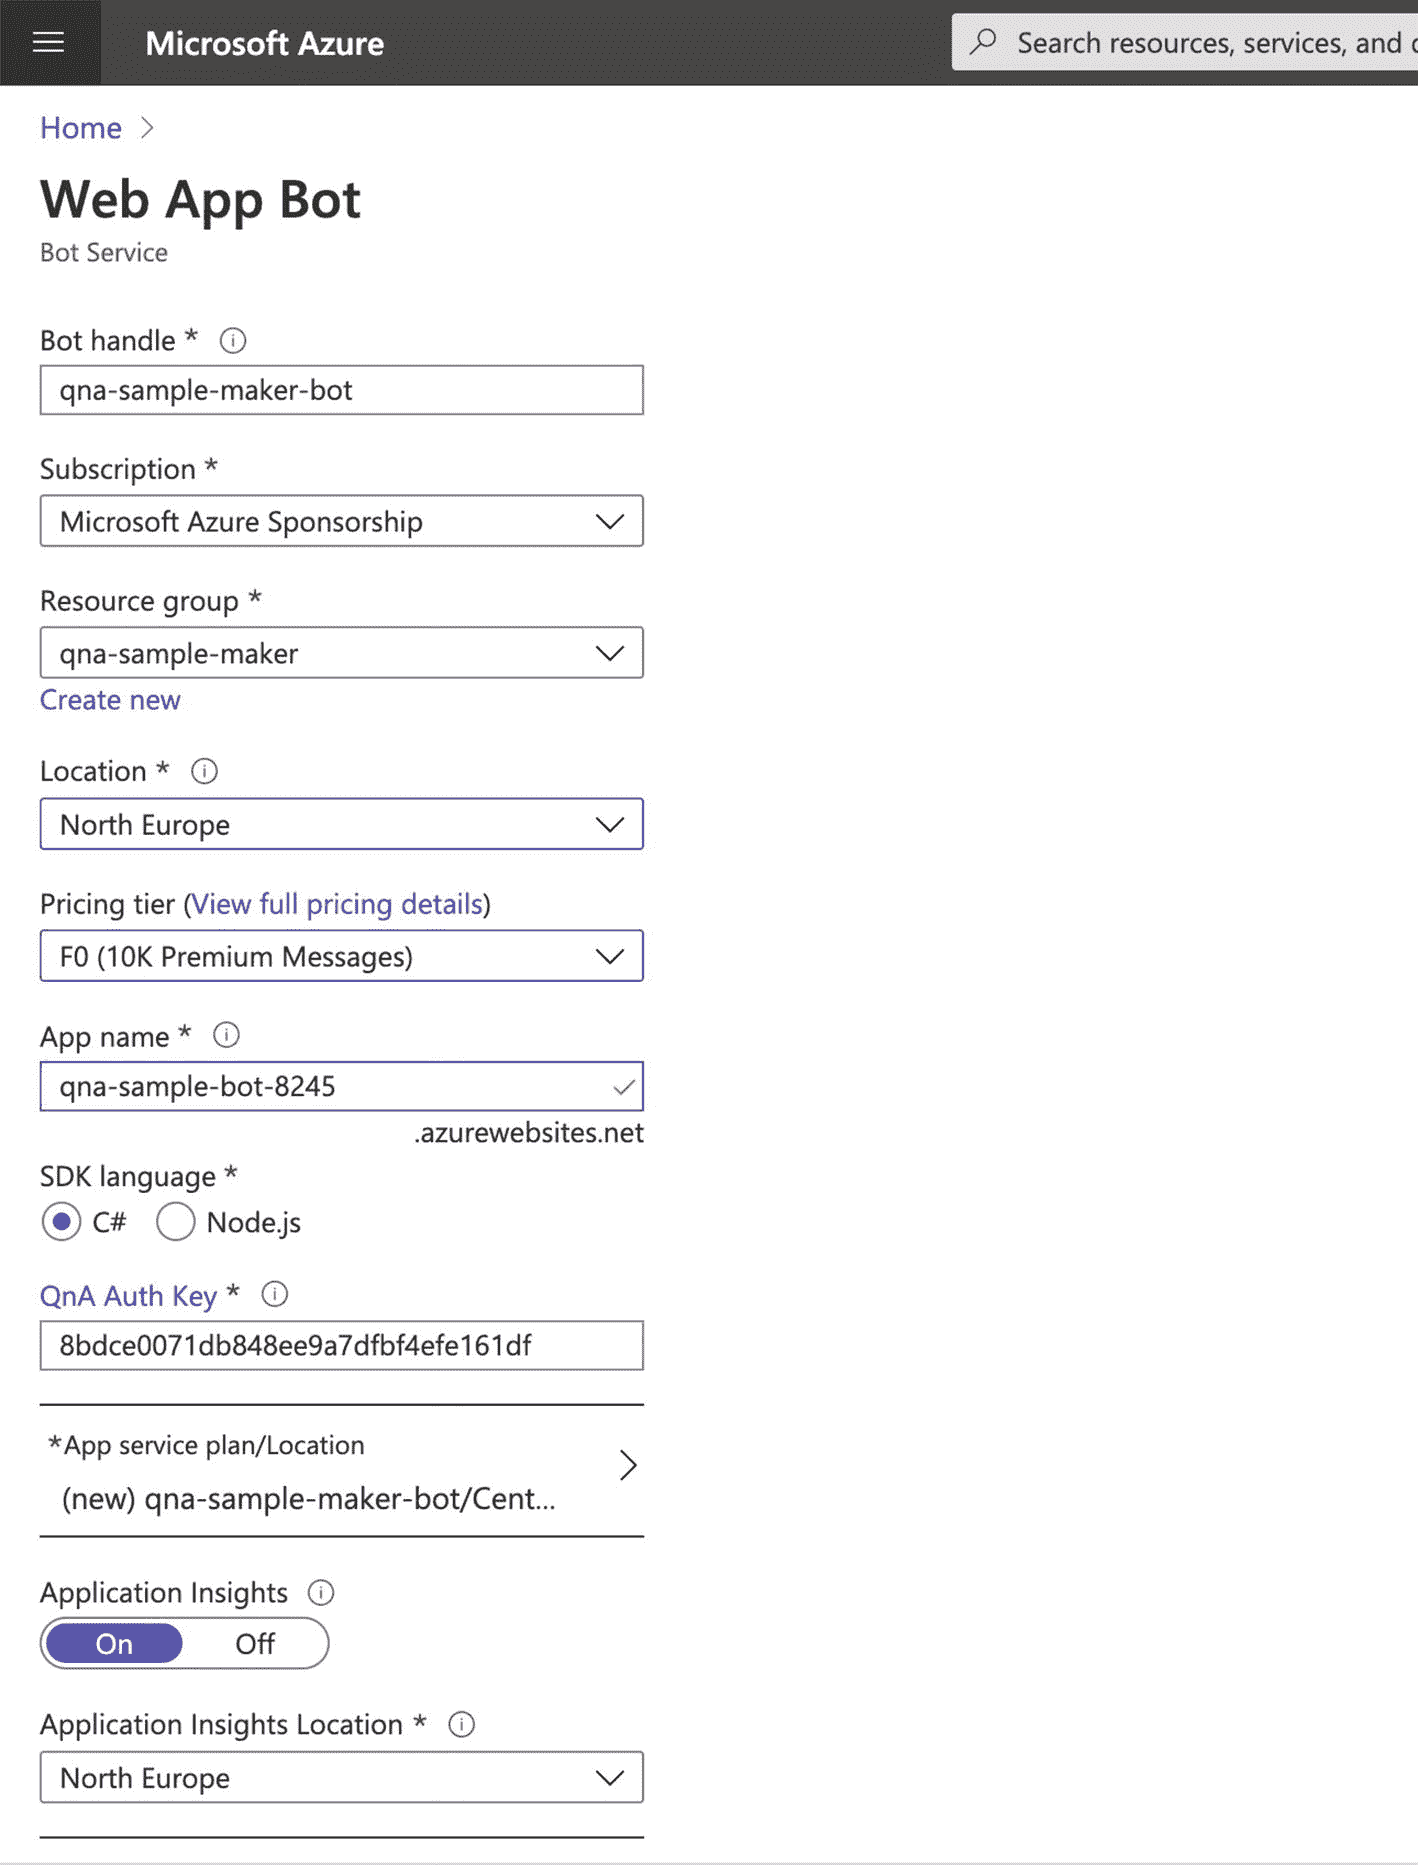 Microsoft Azure
Search resources, services, and
Home
Web App Bot
Bot Service
Bot handle *
qna-sample-maker-bot
Subscription *
Microsoft Azure Sponsorship
Resource group *
qna-sample-maker
Create new
Location *
North Europe
Pricing tier (View full pricing details)
F0 (10K Premium Messages)
App name *
qna-sample-bot-8245
.azurewebsites.net
SDK language *
C# Node.js
QnA Auth Key *
8bdce0071db848ee9a7dfbf4efe161df
*App service plan/Location
(new) qna-sample-maker-bot/Cent...
Application Insights
On Off
Application Insights Location *
North Europe